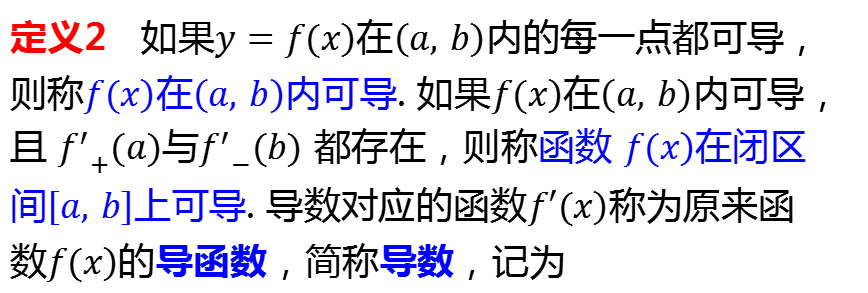 定义2 如果y = f(x)在(a, b)内的每一点都可导，
则称f(x)在(a, b)内可导. 如果f(x)在(a, b)内可导，
且 f′₊(a)与f′₋(b) 都存在，则称函数 f(x)在闭区
间[a, b]上可导. 导数对应的函数f′(x)称为原来函
数f(x)的导函数，简称导数，记为